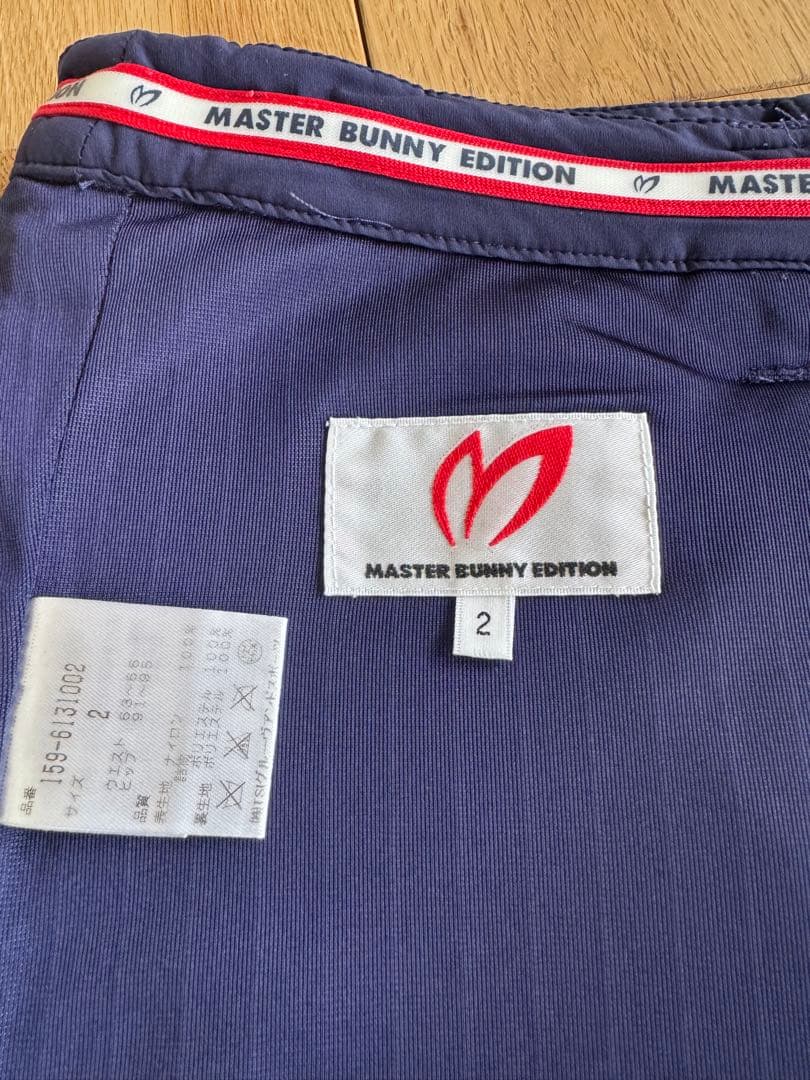 MASTER BUNNY EDITION
MASTE
MASTER BUNNY EDITION
2
品番
159-6131002
サイズ 2
ウエスト 63~66
ヒップ 91~95
品質
表生地 ナイロン 100%
詰物 ポリエステル 100%
裏生地 ポリエステル 100%
㈱TSIグルーヴアンドスポーツ